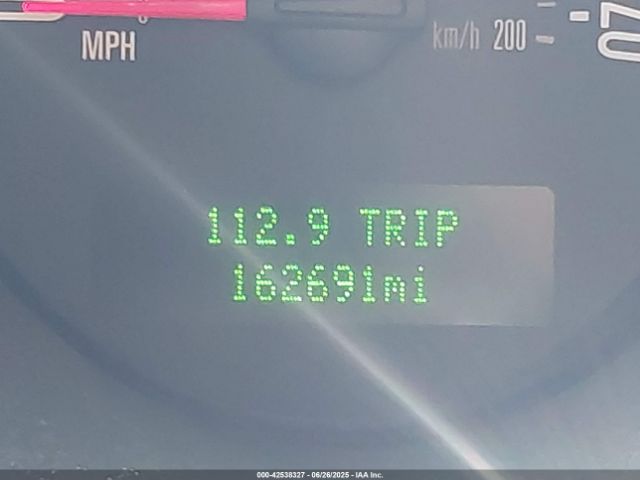 MPH
km/h 200
112.9 TRIP
162691mi
000-42538327 - 06/26/2025 - IAA Inc.